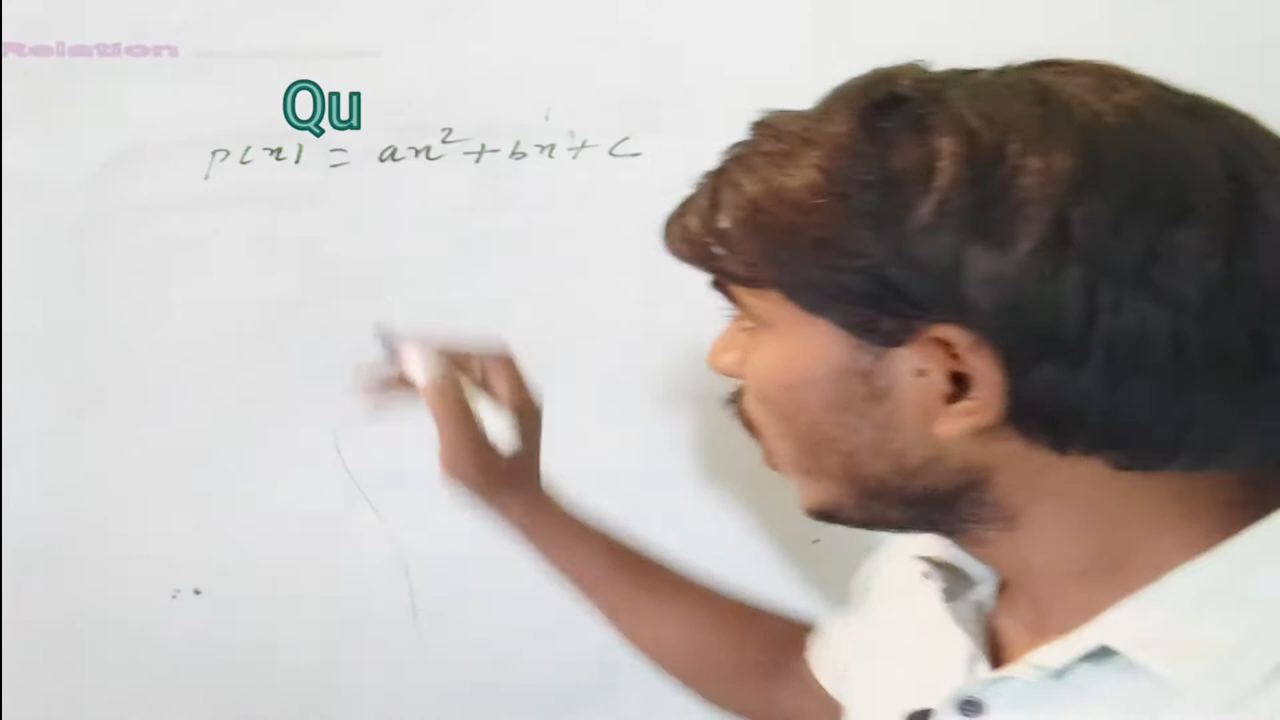 Relation
Qu
p(x) = ax² + bx + c